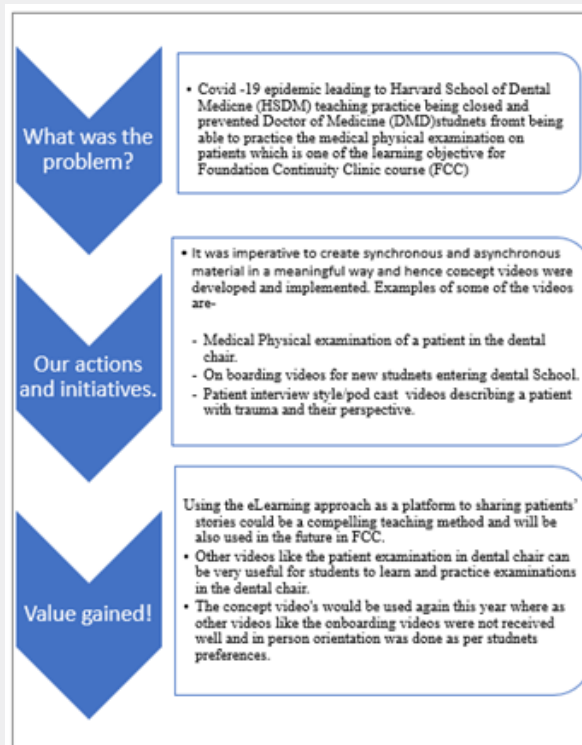 What was the
problem?
• Covid -19 epidemic leading to Harvard School of Dental
Medicne (HSDM) teaching practice being closed and
prevented Doctor of Medicine (DMD)studnets fromt being
able to practice the medical physical examination on
patients which is one of the learning objective for
Foundation Continuity Clinic course (FCC)
Our actions
and initiatives.
• It was imperative to create synchronous and asynchronous
material in a meaningful way and hence concept videos were
developed and implemented. Examples of some of the videos
are-
- Medical Physical examination of a patient in the dental
chair.
- On boarding videos for new studnets entering dental School.
- Patient interview style/pod cast videos describing a patient
with trauma and their perspective.
Value gained!
Using the eLearning approach as a platform to sharing patients’
stories could be a compelling teaching method and will be
also used in the future in FCC.
• Other videos like the patient examination in dental chair can
be very useful for students to learn and practice examinations
in the dental chair.
• The concept video's would be used again this year where as
other videos like the onboarding videos were not received
well and in person orientation was done as per studnets
preferences.